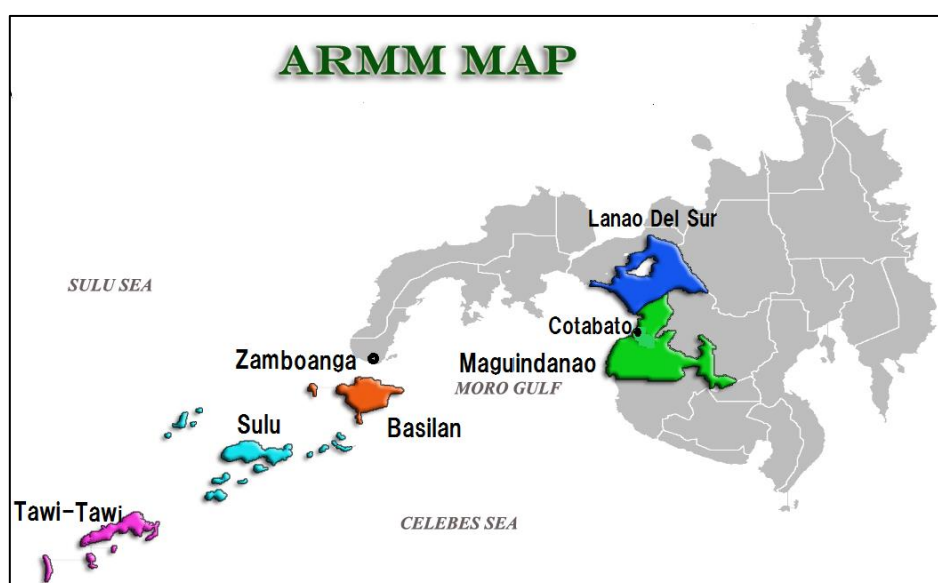 ARMM MAP
Lanao Del Sur
SULU SEA
Cotabato
Zamboanga
Maguindanao
MORO GULF
Sulu
Basilan
Tawi-Tawi
CELEBES SEA